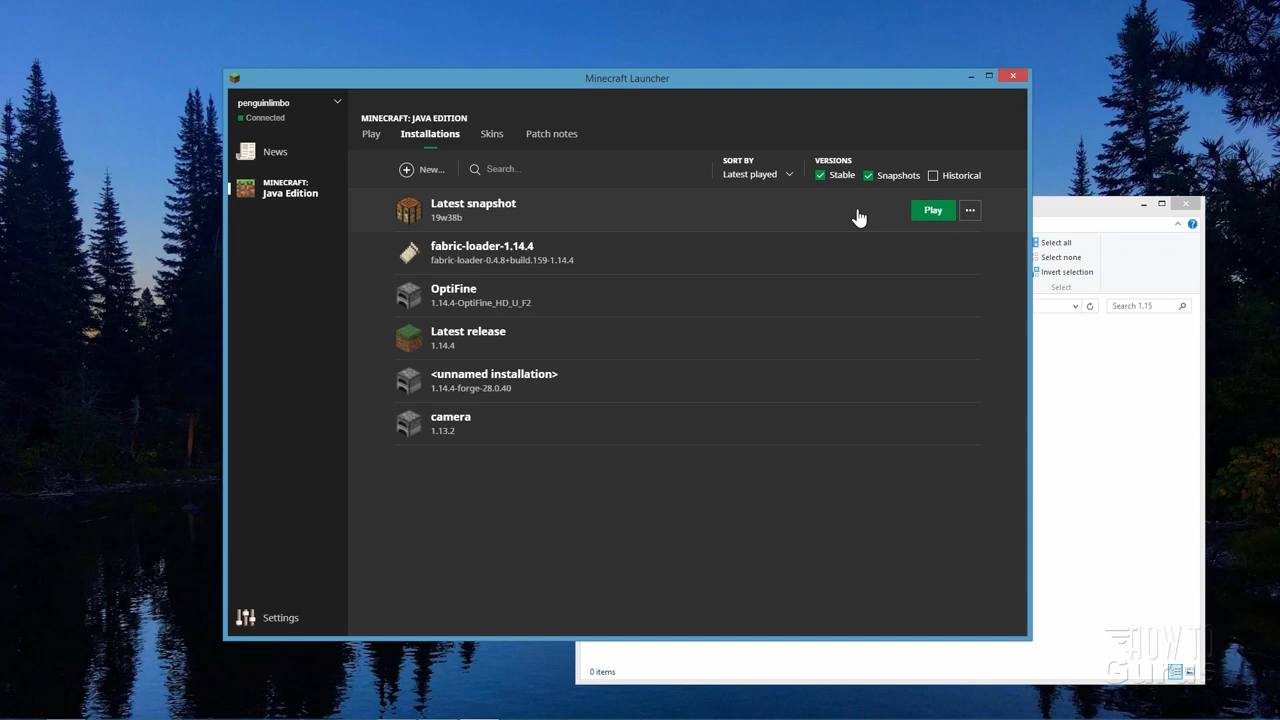 Minecraft Launcher
penguinlimbo
Connected
News
MINECRAFT:
Java Edition
Settings
MINECRAFT: JAVA EDITION
Play Installations Skins Patch notes
New... Search...
SORT BY
Latest played
VERSIONS
Stable Snapshots Historical
Latest snapshot
19w38b
Play
fabric-loader-1.14.4
fabric-loader-0.4.8+build.159-1.14.4
OptiFine
1.14.4-OptiFine_HD_U_F2
Latest release
1.14.4
<unnamed installation>
1.14.4-forge-28.0.40
camera
1.13.2
Select all
Select none
Invert selection
Select
Search 1.15
0 items
HOW TO
Guru